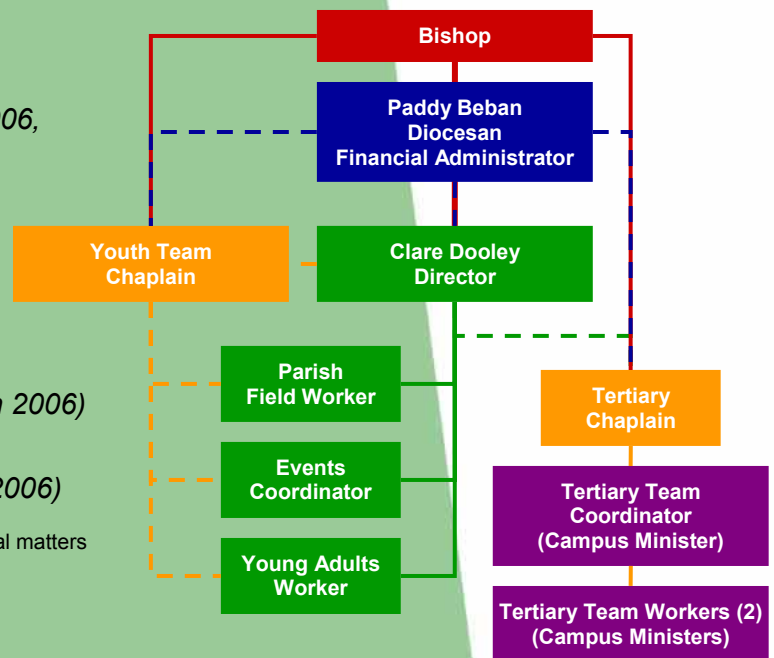 Bishop
006,
Paddy Beban
Diocesan
Financial Administrator
Youth Team
Chaplain
Clare Dooley
Director
Parish
Field Worker
2006)
Tertiary
Chaplain
Events
Coordinator
2006)
Tertiary Team
Coordinator
(Campus Minister)
al matters
Young Adults
Worker
Tertiary Team Workers (2)
(Campus Ministers)